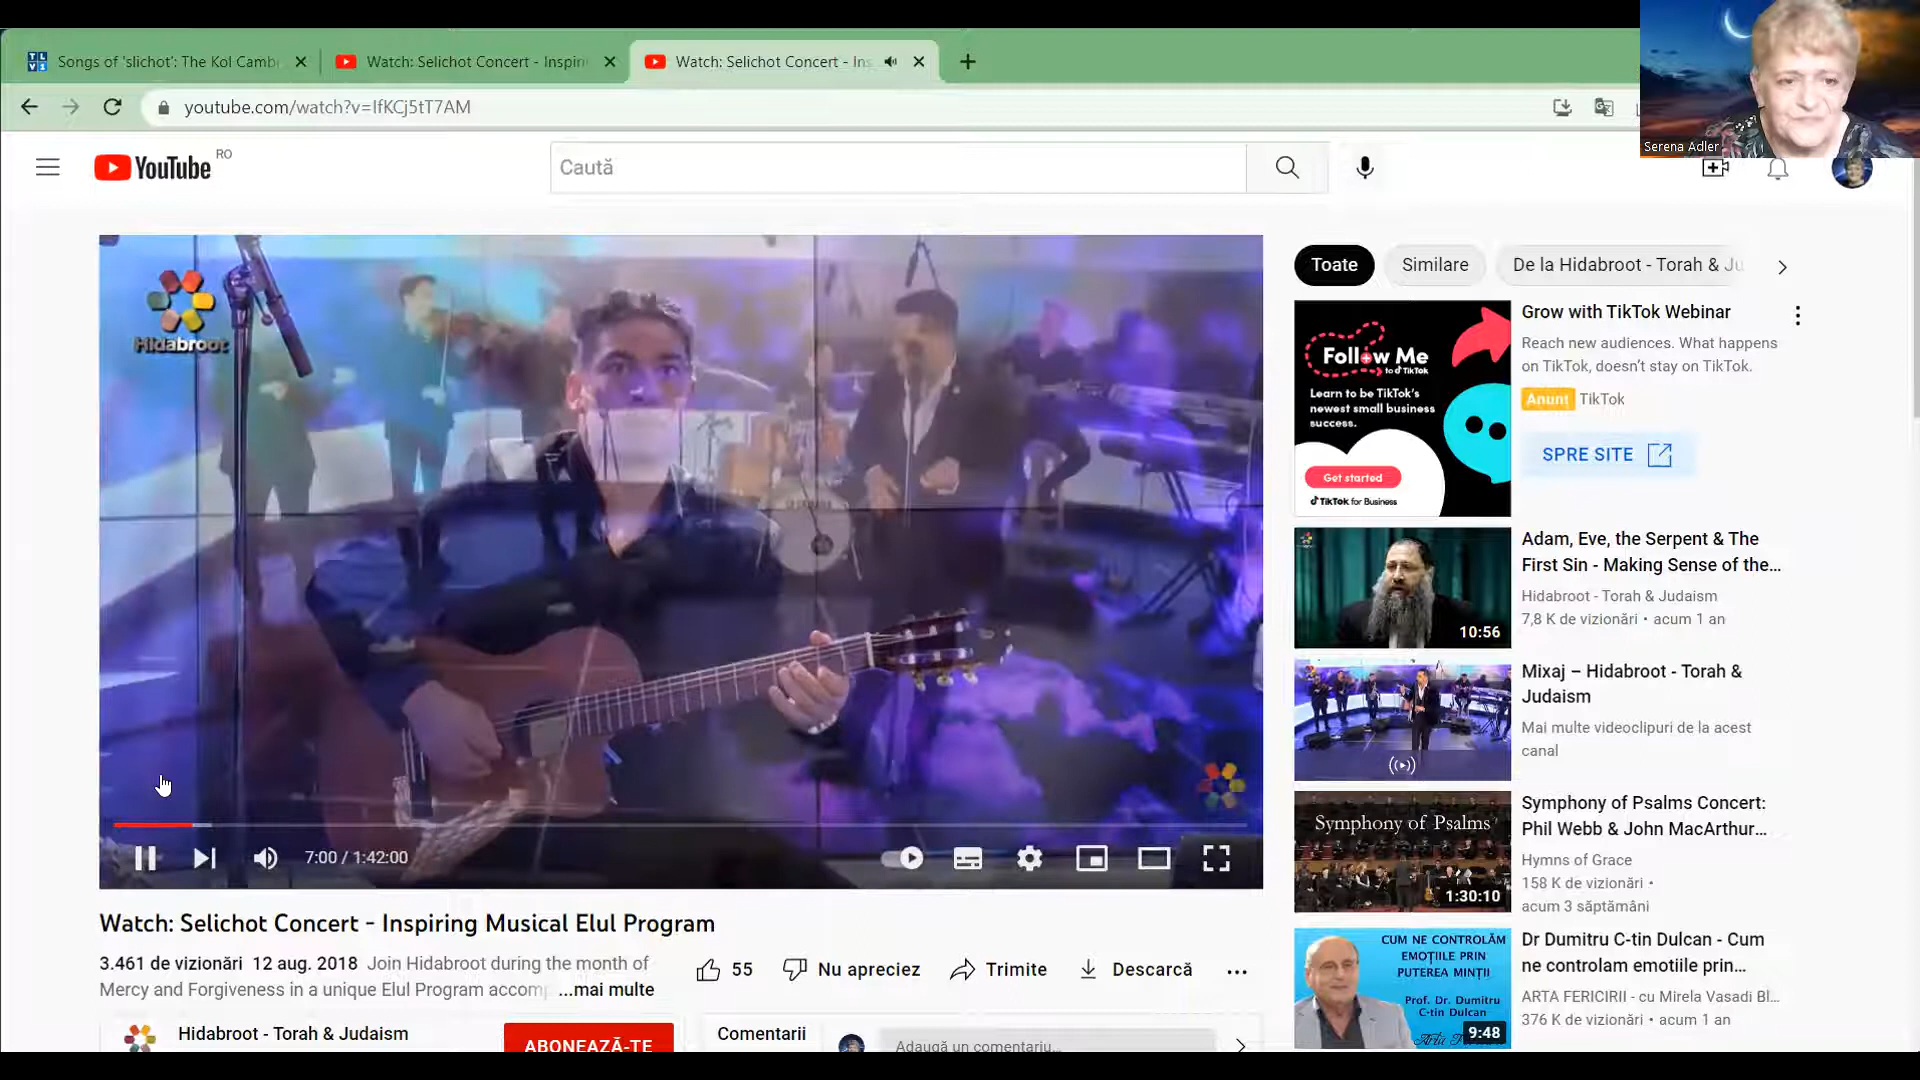 Songs of 'slichot': The Kol Camb
Watch: Selichot Concert - Inspiri
Watch: Selichot Concert - Ins
youtube.com/watch?v=IfKCj5tT7AM
Serena Adler
YouTube
RO
Caută
Hidabroot
7:00 / 1:42:00
Watch: Selichot Concert - Inspiring Musical Elul Program
3.461 de vizionări 12 aug. 2018 Join Hidabroot during the month of
Mercy and Forgiveness in a unique Elul Program accomp ...mai multe
55
Nu apreciez
Trimite
Descarcă
Hidabroot - Torah & Judaism
ABONEAZĂ-TE
Comentarii
Adaugă un comentariu...
Toate
Similare
De la Hidabroot - Torah & Ju
Follow Me
to TikTok
Learn to be TikTok's
newest small business
success.
Get started
TikTok for Business
Grow with TikTok Webinar
Reach new audiences. What happens
on TikTok, doesn't stay on TikTok.
Anunț TikTok
SPRE SITE
10:56
Adam, Eve, the Serpent & The
First Sin - Making Sense of the...
Hidabroot - Torah & Judaism
7,8 K de vizionări • acum 1 an
Mixaj – Hidabroot - Torah &
Judaism
Mai multe videoclipuri de la acest
canal
Symphony of Psalms
1:30:10
Symphony of Psalms Concert:
Phil Webb & John MacArthur...
Hymns of Grace
158 K de vizionări •
acum 3 săptămâni
CUM NE CONTROLĂM
EMOȚIILE PRIN
PUTEREA MINȚII
Prof. Dr. Dumitru
C-tin Dulcan
9:48
Dr Dumitru C-tin Dulcan - Cum
ne controlam emotiile prin...
ARTA FERICIRII - cu Mirela Vasadi Bl...
376 K de vizionări • acum 1 an